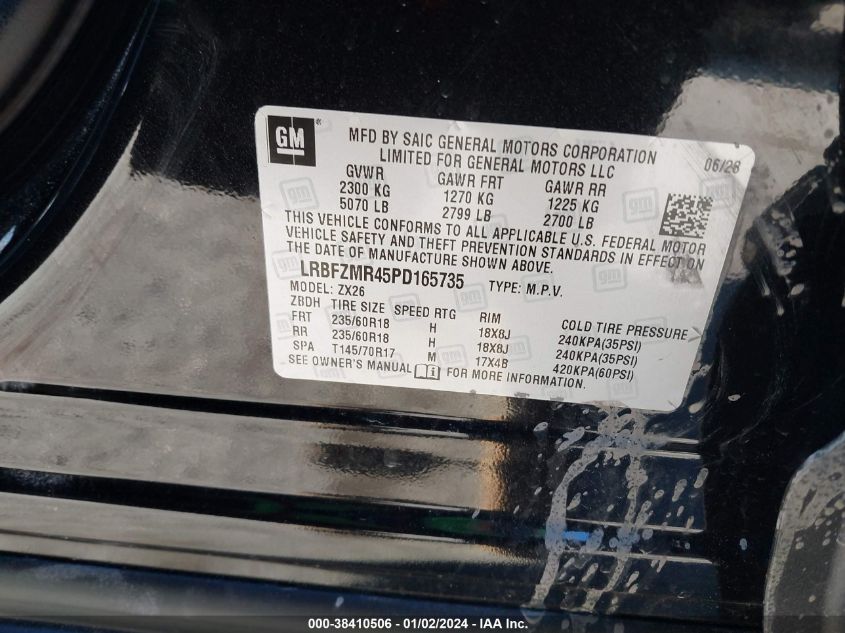 GM
MFD BY SAIC GENERAL MOTORS CORPORATION
LIMITED FOR GENERAL MOTORS LLC
06/23
GVWR GAWR FRT GAWR RR
2300 KG 1270 KG 1225 KG
5070 LB 2799 LB 2700 LB
THIS VEHICLE CONFORMS TO ALL APPLICABLE U.S. FEDERAL MOTOR
VEHICLE SAFETY AND THEFT PREVENTION STANDARDS IN EFFECT ON
THE DATE OF MANUFACTURE SHOWN ABOVE.
LRBFZMR45PD165735 TYPE: M.P.V.
MODEL: ZX26
ZBDH TIRE SIZE SPEED RTG RIM COLD TIRE PRESSURE
FRT 235/60R18 H 18X8J 240KPA(35PSI)
RR 235/60R18 H 18X8J 240KPA(35PSI)
SPA T145/70R17 M 17X4B 420KPA(60PSI)
SEE OWNER'S MANUAL FOR MORE INFORMATION.
000-38410506 - 01/02/2024 - IAA Inc.